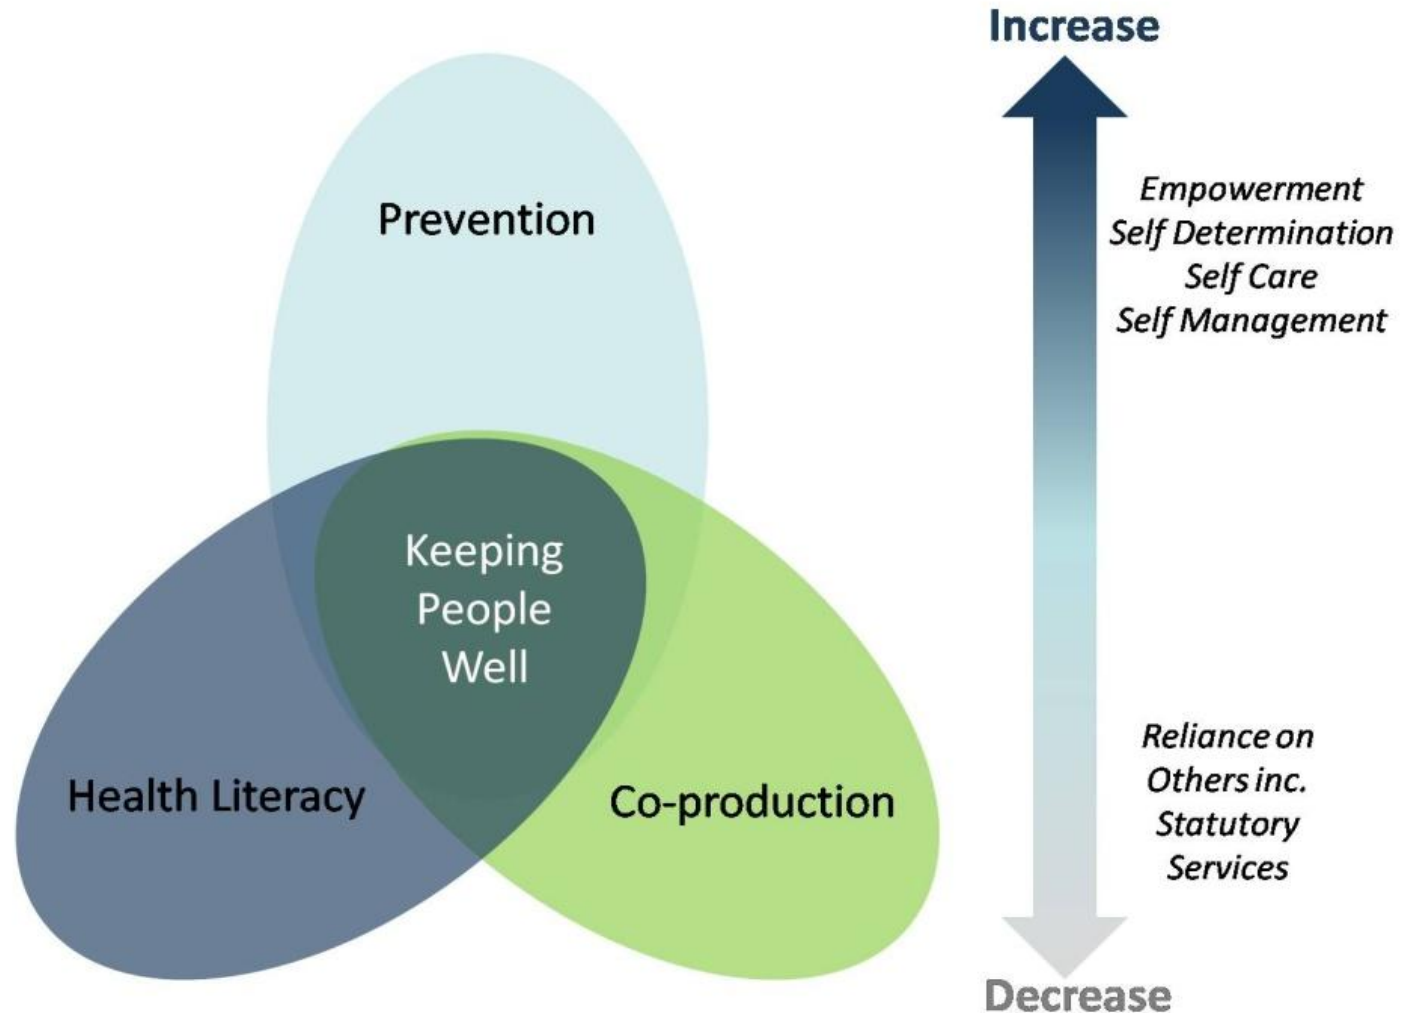 Prevention
Keeping
People
Well
Health Literacy
Co-production
Increase
Empowerment
Self Determination
Self Care
Self Management
Reliance on
Others inc.
Statutory
Services
Decrease